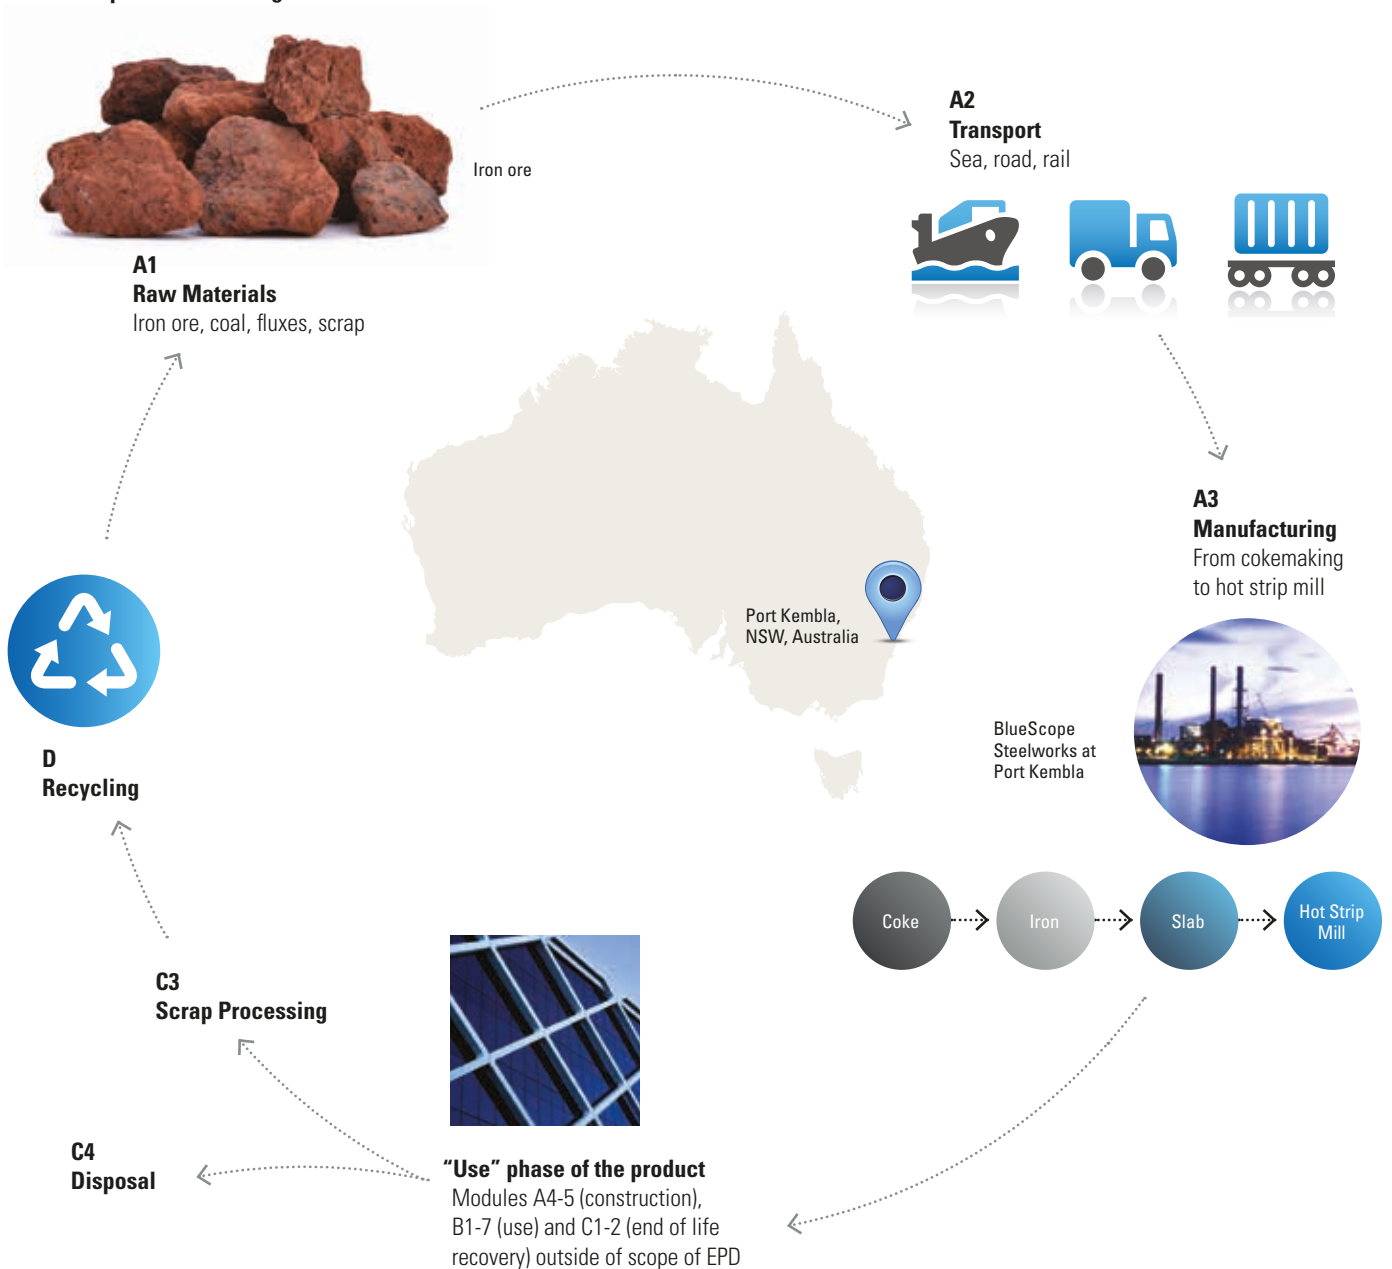 Iron ore
A1
Raw Materials
Iron ore, coal, fluxes, scrap
A2
Transport
Sea, road, rail
A3
Manufacturing
From cokemaking
to hot strip mill
Port Kembla,
NSW, Australia
BlueScope
Steelworks at
Port Kembla
Coke
Iron
Slab
Hot Strip
Mill
"Use" phase of the product
Modules A4-5 (construction),
B1-7 (use) and C1-2 (end of life
recovery) outside of scope of EPD
C4
Disposal
C3
Scrap Processing
D
Recycling